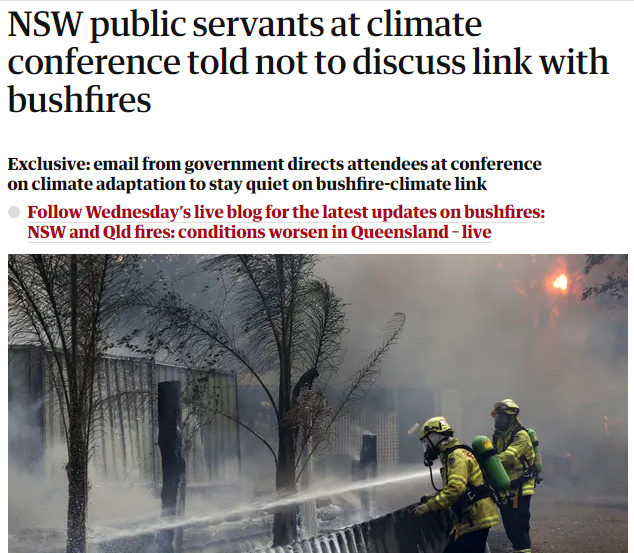 NSW public servants at climate
conference told not to discuss link with
bushfires
Exclusive: email from government directs attendees at conference
on climate adaptation to stay quiet on bushfire-climate link
Follow Wednesday's live blog for the latest updates on bushfires:
NSW and Qld fires: conditions worsen in Queensland – live